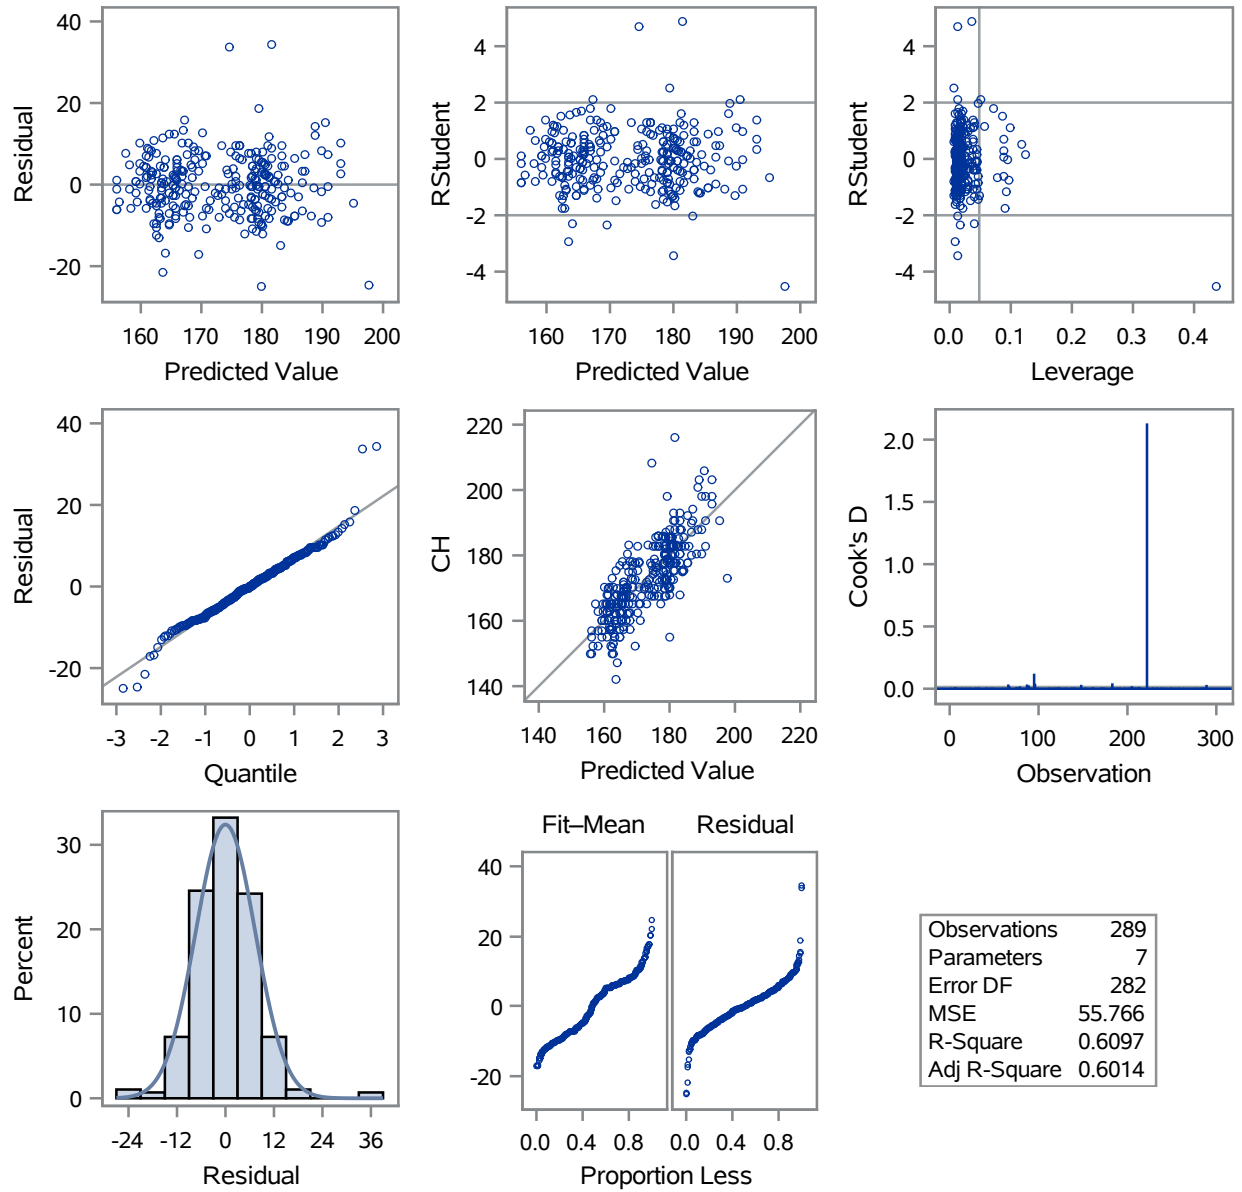 40
20
0
-20
Residual
160 170 180 190 200
Predicted Value
4
2
0
-2
-4
RStudent
160 170 180 190 200
Predicted Value
4
2
0
-2
-4
RStudent
0.0 0.1 0.2 0.3 0.4
Leverage
40
20
0
-20
Residual
-3 -2 -1 0 1 2 3
Quantile
220
200
180
160
140
CH
140 160 180 200 220
Predicted Value
2.0
1.5
1.0
0.5
0.0
Cook's D
0 100 200 300
Observation
30
20
10
0
Percent
-24 -12 0 12 24 36
Residual
Fit–Mean Residual
40
20
0
-20
0.0 0.4 0.8 0.0 0.4 0.8
Proportion Less
Observations 289
Parameters 7
Error DF 282
MSE 55.766
R-Square 0.6097
Adj R-Square 0.6014